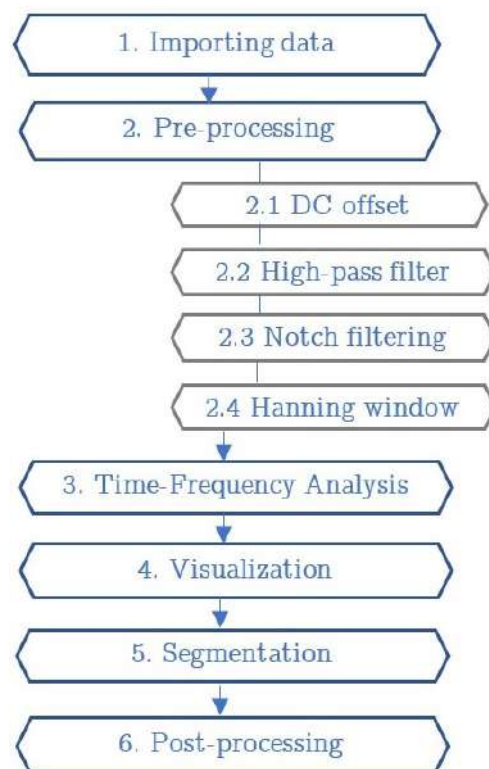 1. Importing data
2. Pre-processing
2.1 DC offset
2.2 High-pass filter
2.3 Notch filtering
2.4 Hanning window
3. Time-Frequency Analysis
4. Visualization
5. Segmentation
6. Post-processing